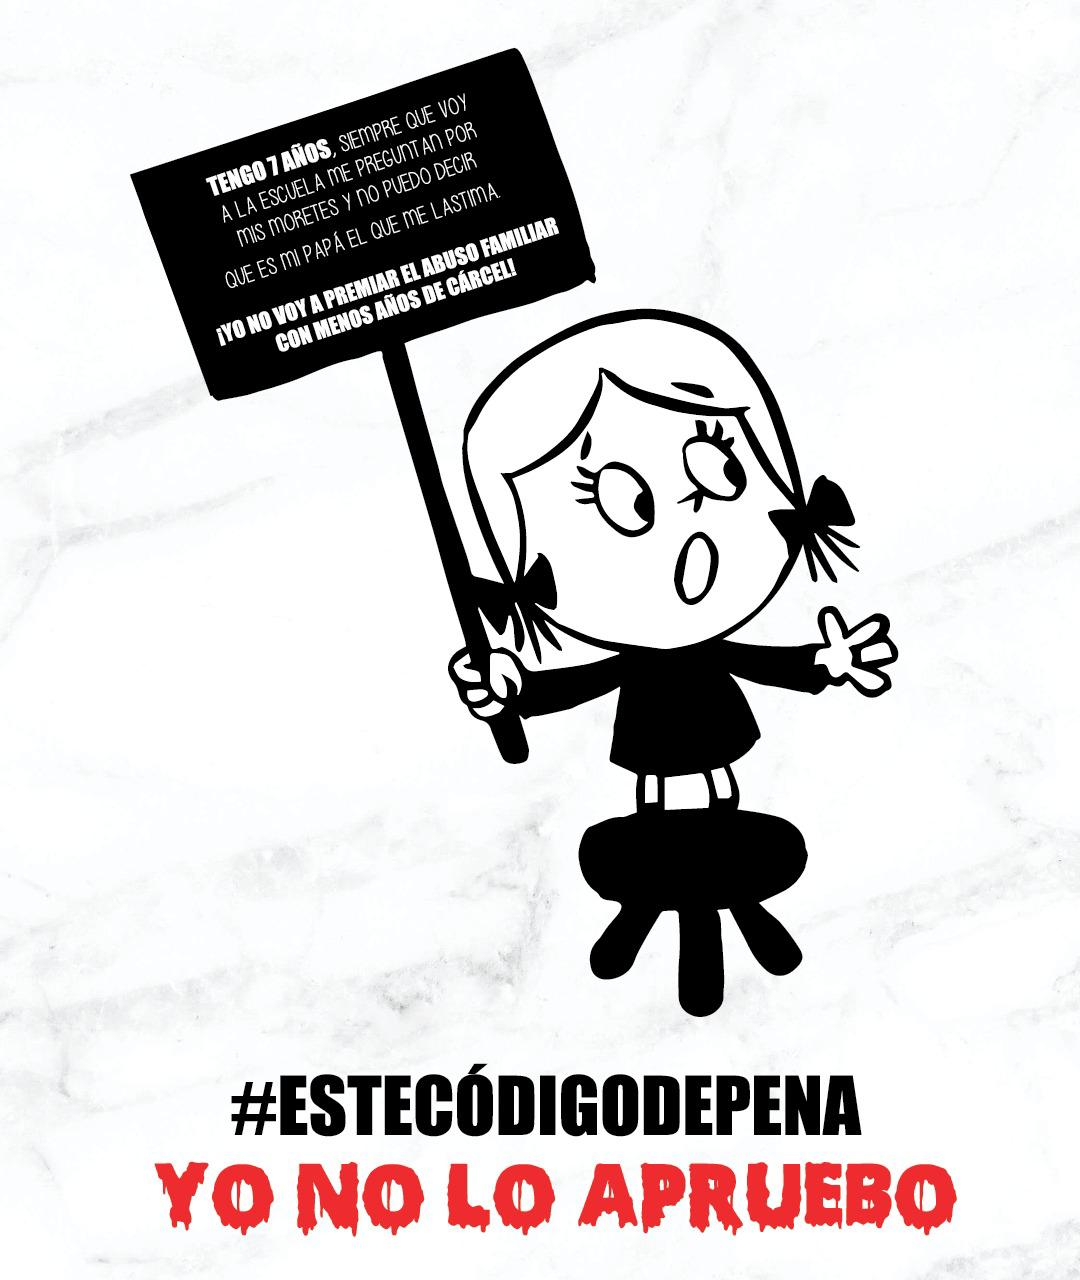 TENGO 7 AÑOS, SIEMPRE QUE VOY
A LA ESCUELA ME PREGUNTAN POR
MIS MORETES Y NO PUEDO DECIR
QUE ES MI PAPÁ EL QUE ME LASTIMA.
¡YO NO VOY A PREMIAR EL ABUSO FAMILIAR
CON MENOS AÑOS DE CÁRCEL!
#ESTECÓDIGODEPENA
YO NO LO APRUEBO